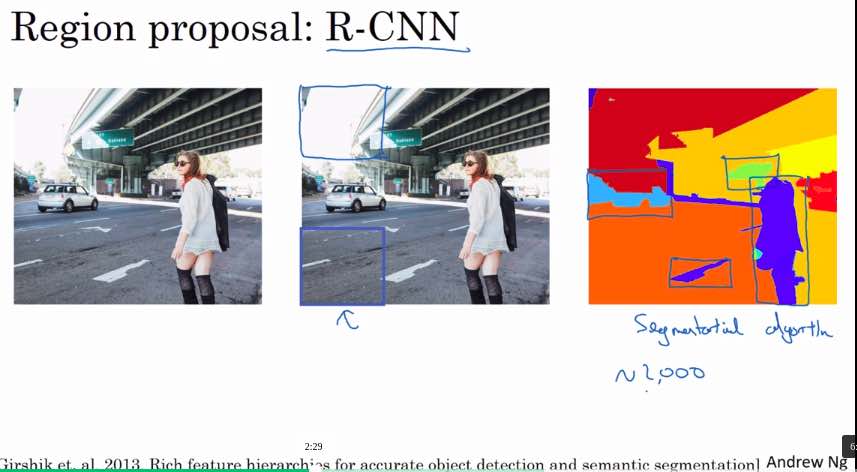 Region proposal: R-CNN
Segmentation algorithm
~2,000
2:29
6:
Girshik et. al, 2013, Rich feature hierarchies for accurate object detection and semantic segmentation] Andrew Ng